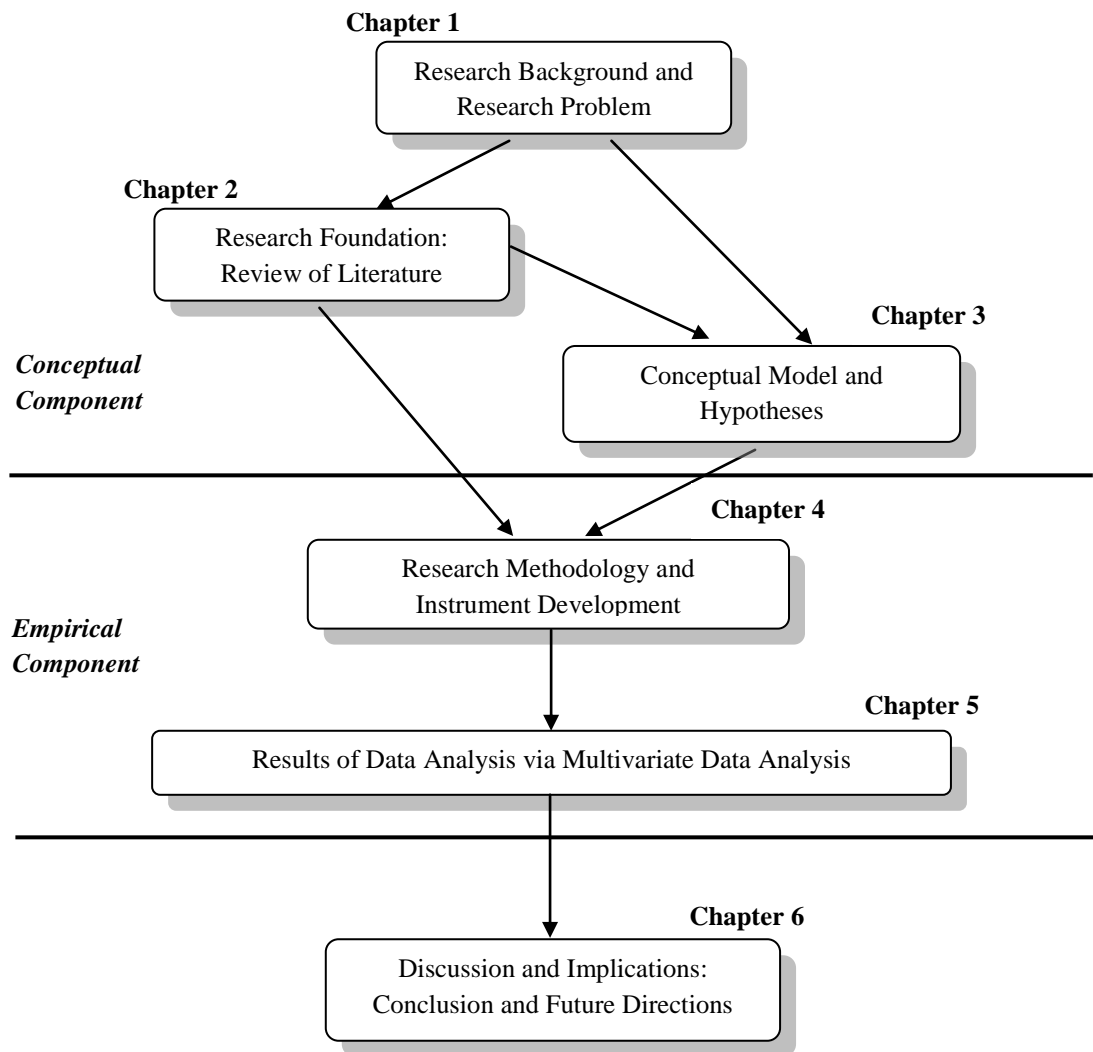 Chapter 1
Research Background and
Research Problem
Chapter 2
Research Foundation:
Review of Literature
Chapter 3
Conceptual Model and
Hypotheses
Conceptual
Component
Chapter 4
Research Methodology and
Instrument Development
Empirical
Component
Chapter 5
Results of Data Analysis via Multivariate Data Analysis
Chapter 6
Discussion and Implications:
Conclusion and Future Directions